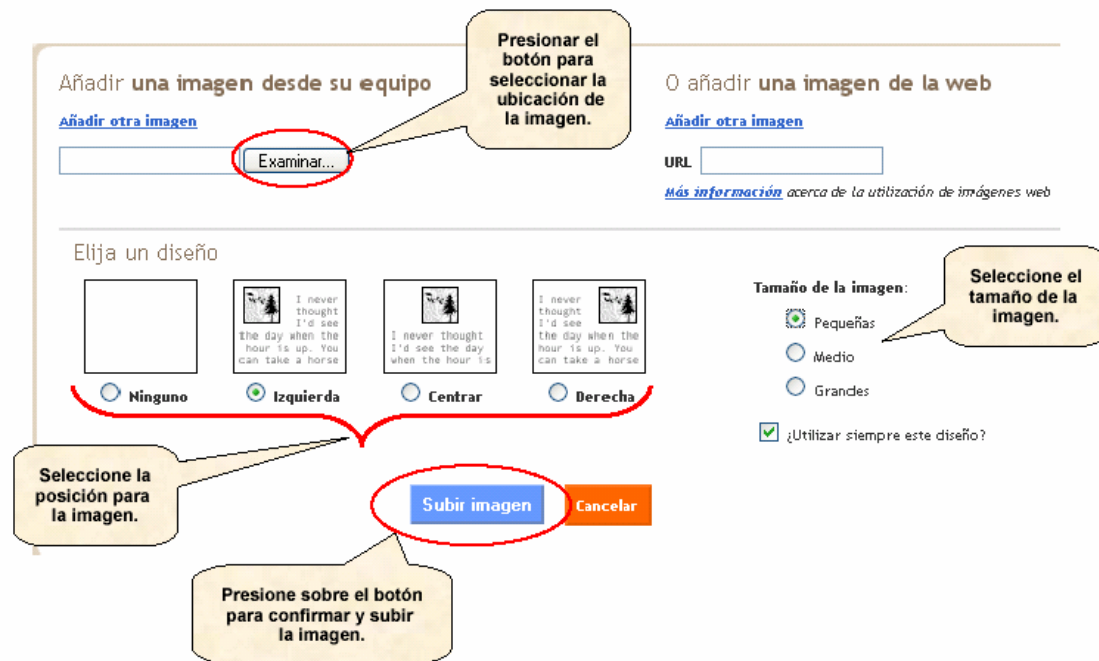 Presionar el
botón para
seleccionar la
ubicación de
la imagen.
Añadir una imagen desde su equipo
Añadir otra imagen
Examinar...
O añadir una imagen de la web
Añadir otra imagen
URL
Más información acerca de la utilización de imágenes web
Elija un diseño
I never
thought
I'd see
the day when the
hour is up. You
can take a horse
I never thought
I'd see the day
when the hour is
I never
thought
I'd see
the day when the
hour is up. You
can take a horse
Ninguno
Izquierda
Centrar
Derecha
Tamaño de la imagen:
Pequeñas
Medio
Grandes
¿Utilizar siempre este diseño?
Seleccione el
tamaño de la
imagen.
Seleccione la
posición para
la imagen.
Subir imagen
Cancelar
Presione sobre el botón
para confirmar y subir
la imagen.